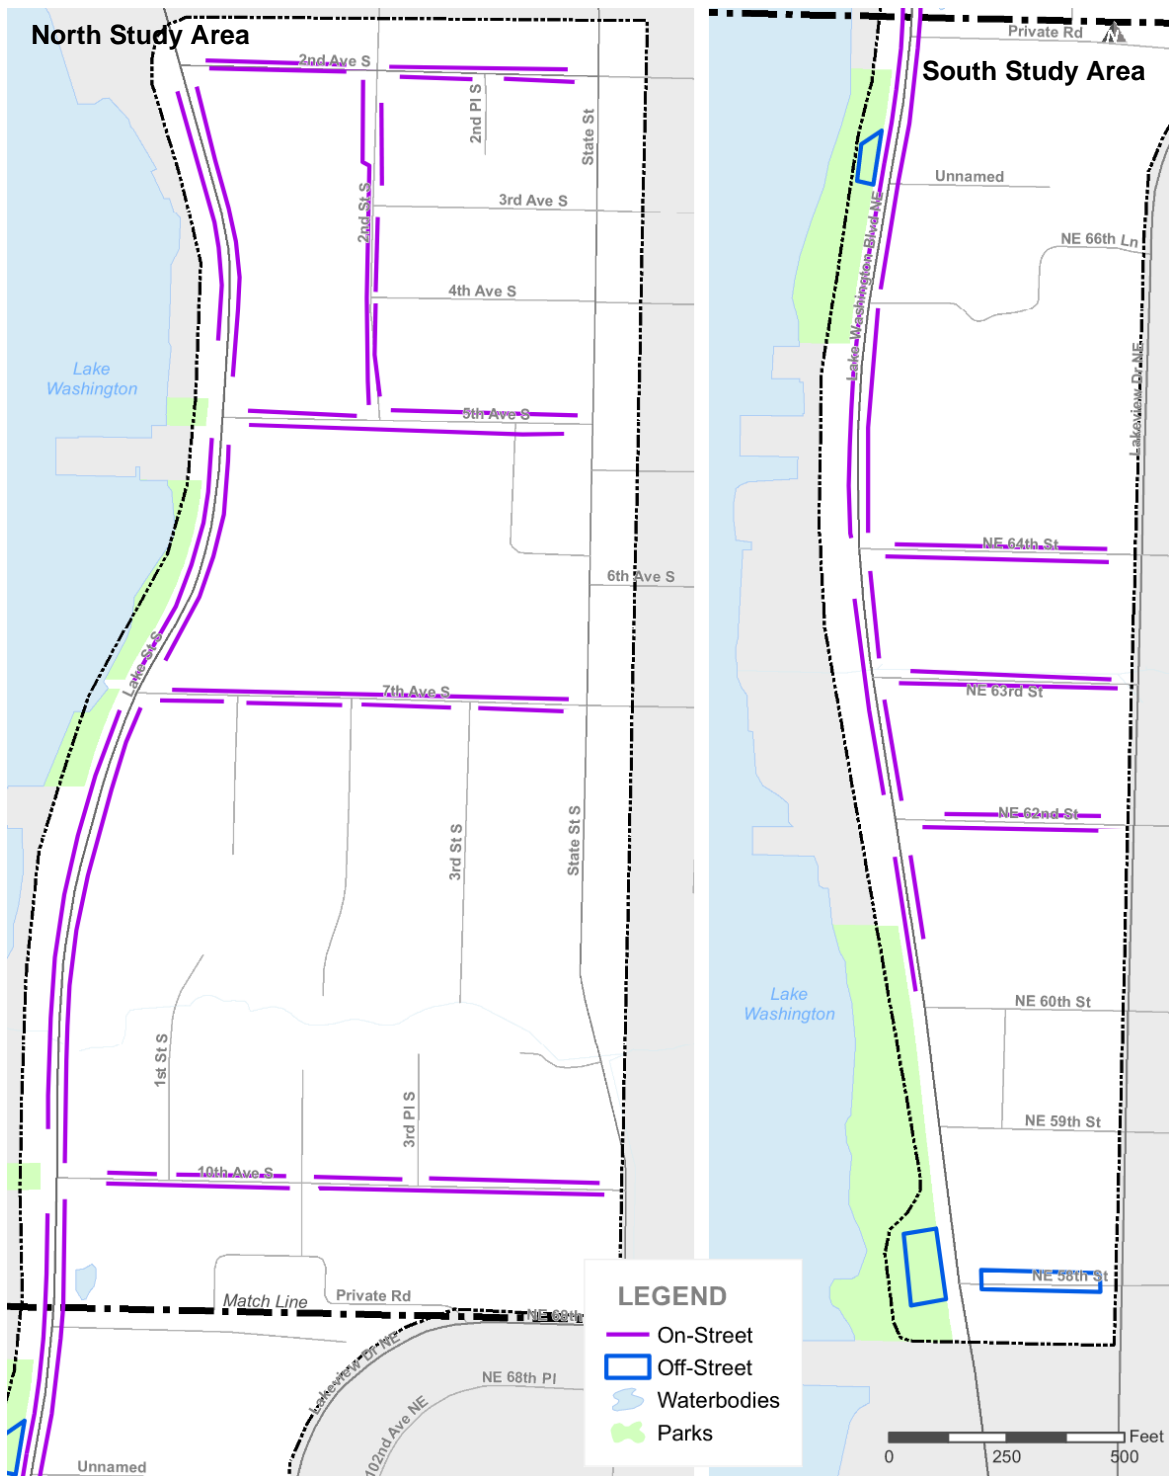 North Study Area
2nd Ave S
2nd Pl S
State St
2nd St S
3rd Ave S
4th Ave S
Lake
Washington
5th Ave S
6th Ave S
Lake St S
7th Ave S
3rd St S
State St S
1st St S
3rd Pl S
10th Ave S
Match Line
Private Rd
NE 68th
Lakeview Dr NE
NE 68th Pl
102nd Ave NE
Unnamed
Private Rd
N
South Study Area
Unnamed
Lake Washington Blvd NE
NE 66th Ln
Lakeview Dr NE
NE 64th St
NE 63rd St
NE 62nd St
Lake
Washington
NE 60th St
NE 59th St
NE 58th St
LEGEND
On-Street
Off-Street
Waterbodies
Parks
Feet
0 250 500